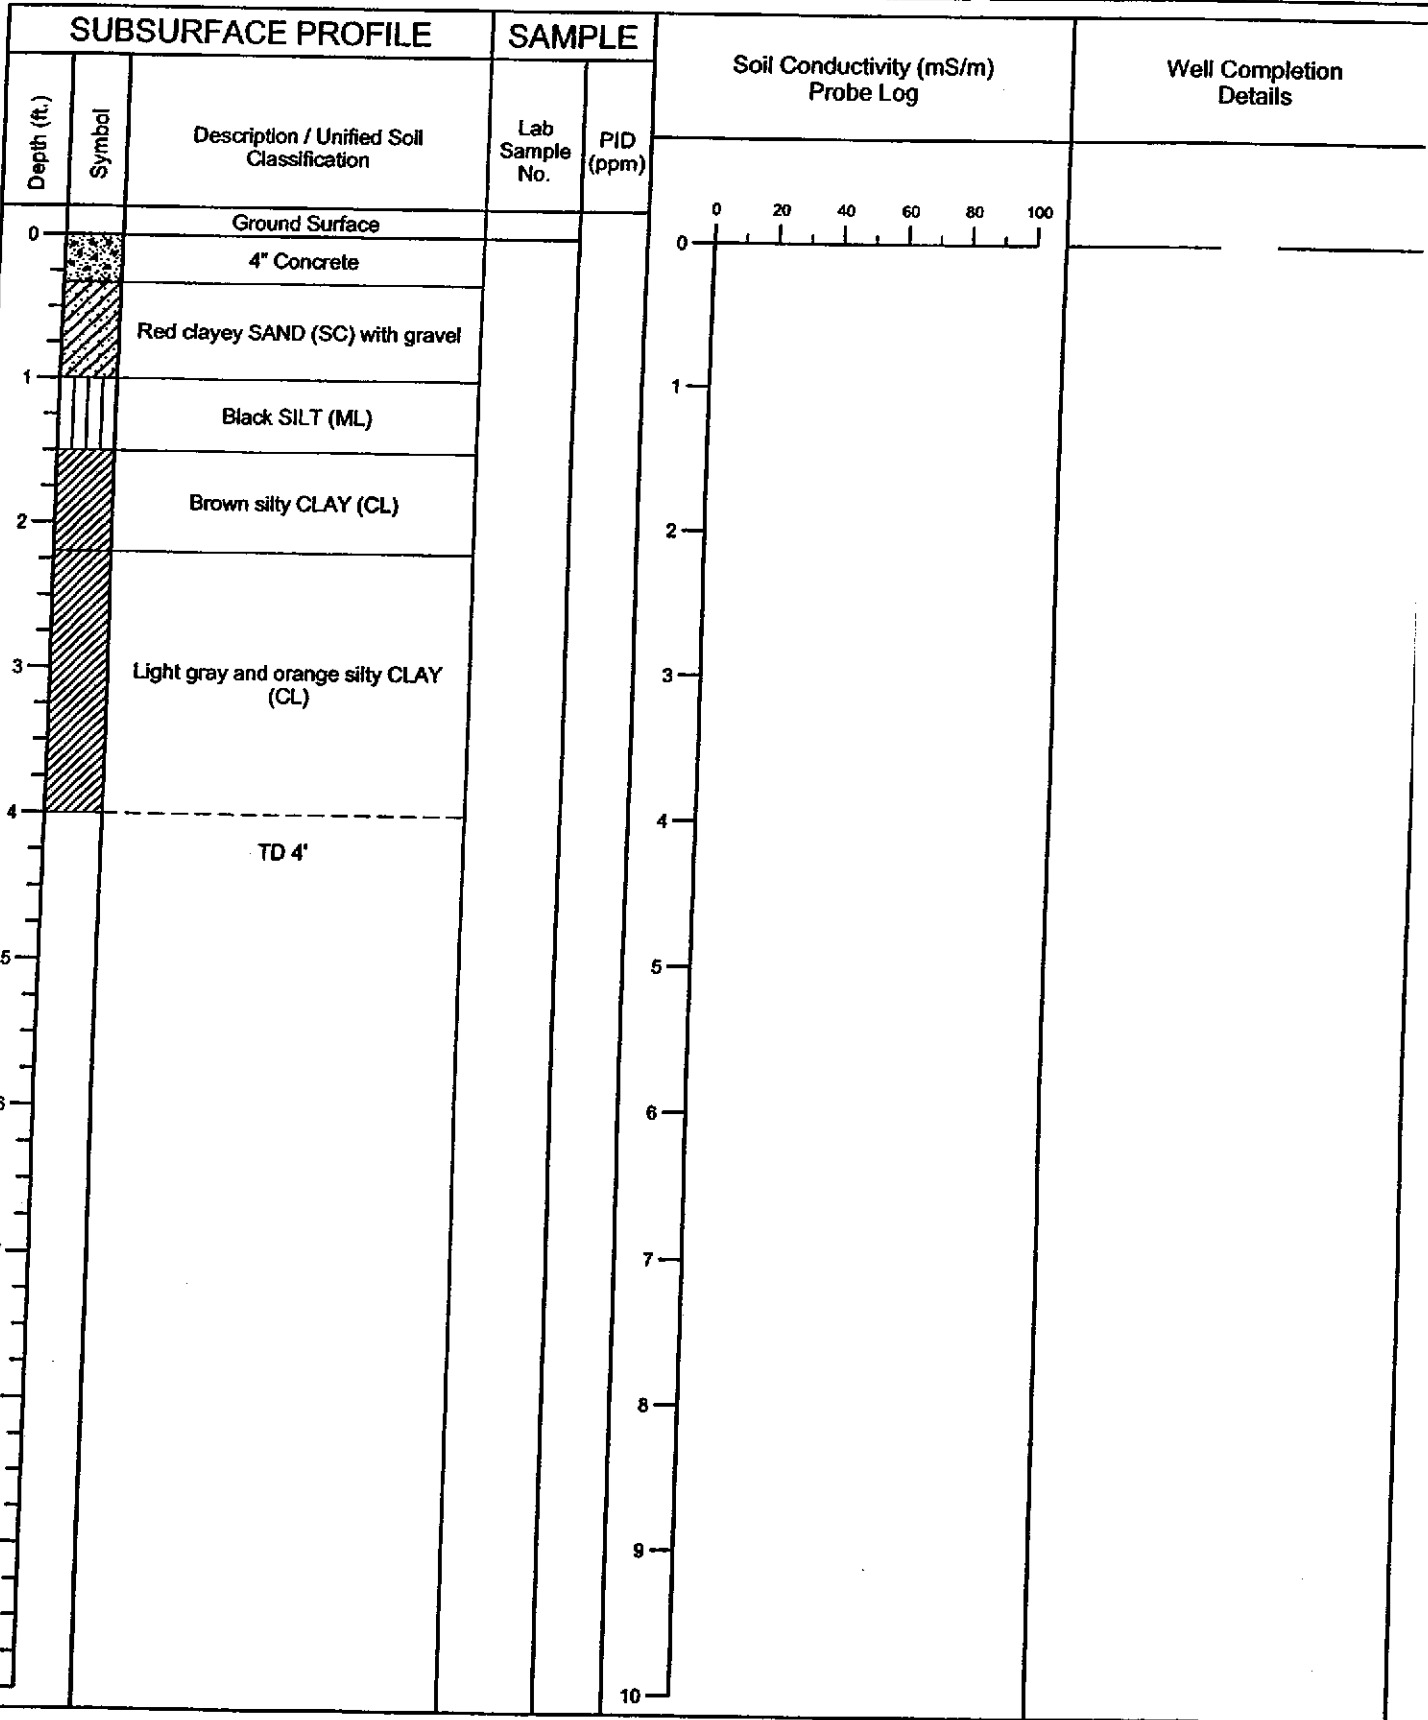 SUBSURFACE PROFILE
SAMPLE
Soil Conductivity (mS/m)
Probe Log
Well Completion
Details
Depth (ft.)
Symbol
Description / Unified Soil
Classification
Lab
Sample
No.
PID
(ppm)
Ground Surface
0 20 40 60 80 100
0
0
4" Concrete
Red clayey SAND (SC) with gravel
1
1
Black SILT (ML)
Brown silty CLAY (CL)
2
2
Light gray and orange silty CLAY
(CL)
3
3
4
4
TD 4'
5
5
6
6
7
8
9
10